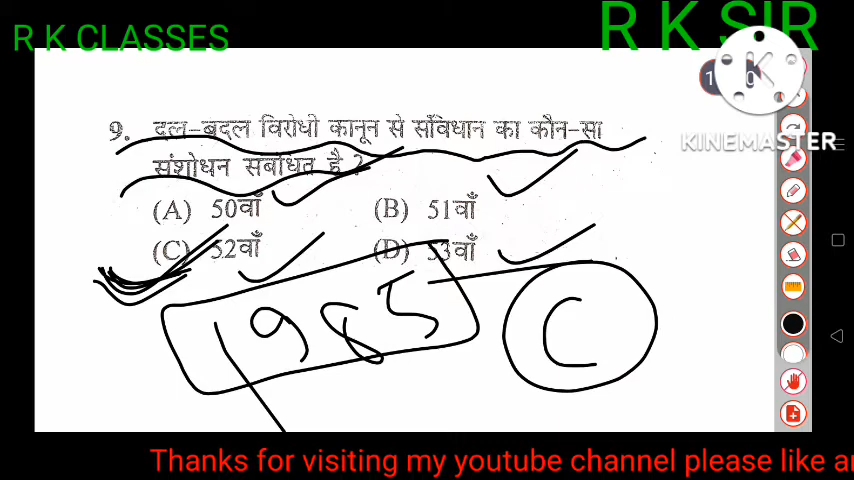 R K CLASSES
R K SIR
KINEMASTER
9. दल-बदल विरोधी कानून से संविधान का कौन-सा
संशोधन संबंधित है ?
(A) 50वाँ (B) 51वाँ
(C) 52वाँ (D) 53वाँ
1985 C
Thanks for visiting my youtube channel please like